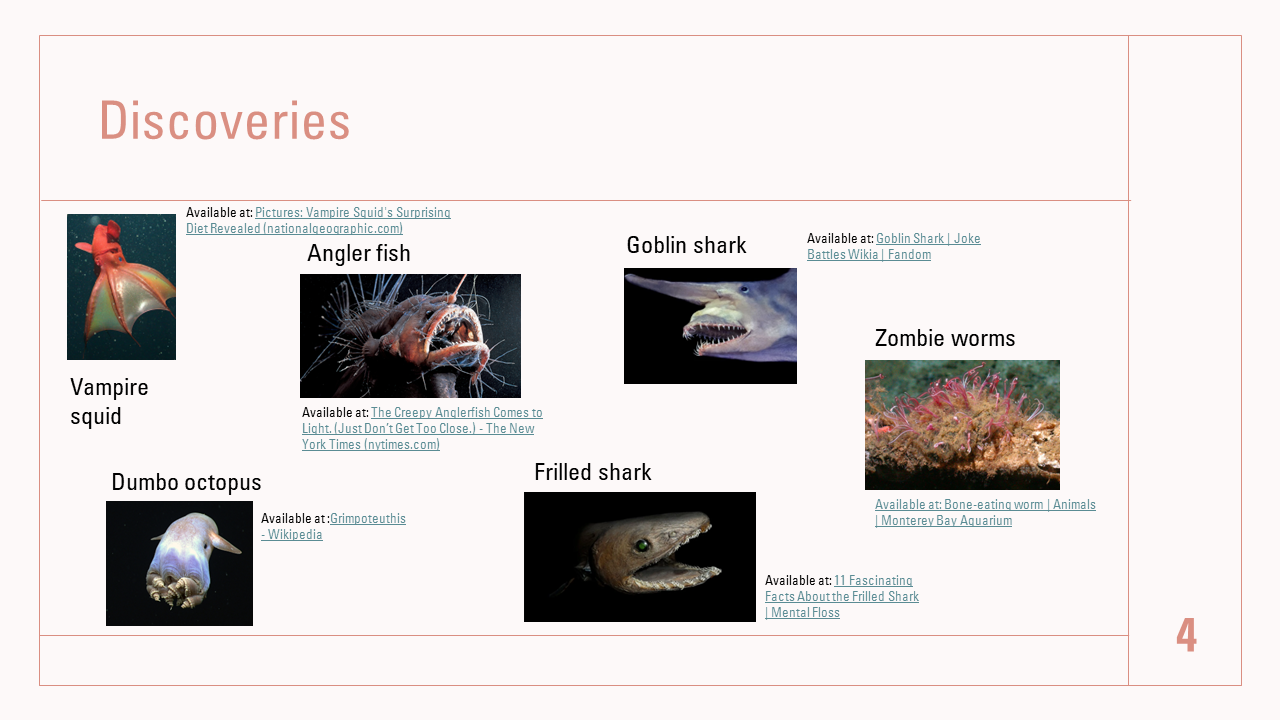 Discoveries
Available at: Pictures: Vampire Squid's Surprising
Diet Revealed (nationalgeographic.com)
Vampire
squid
Angler fish
Available at: The Creepy Anglerfish Comes to
Light. (Just Don't Get Too Close.) - The New
York Times (nytimes.com)
Goblin shark
Available at: Goblin Shark | Joke
Battles Wikia | Fandom
Zombie worms
Available at: Bone-eating worm | Animals
| Monterey Bay Aquarium
Dumbo octopus
Available at :Grimpoteuthis
- Wikipedia
Frilled shark
Available at: 11 Fascinating
Facts About the Frilled Shark
| Mental Floss
4